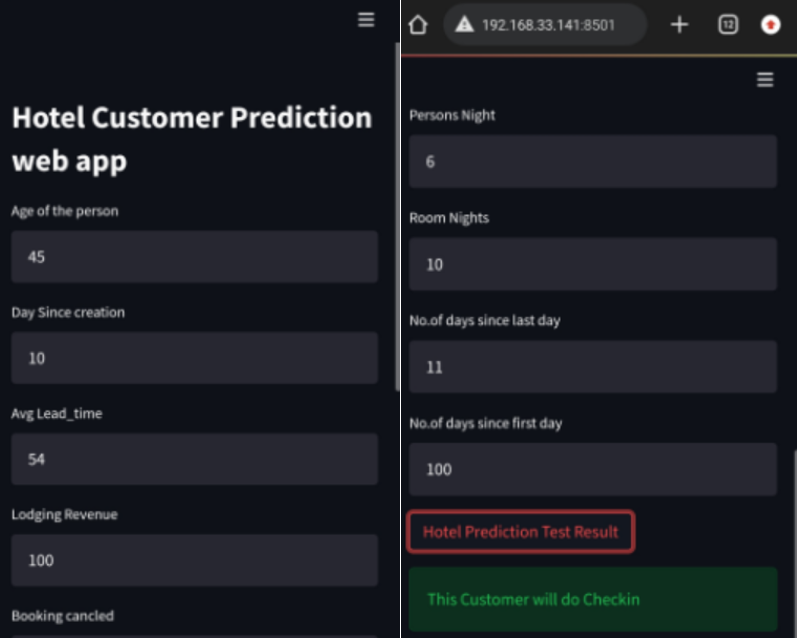 Hotel Customer Prediction
web app
Age of the person
45
Day Since creation
10
Avg Lead_time
54
Lodging Revenue
100
Booking cancled
192.168.33.141:8501
12
Persons Night
6
Room Nights
10
No.of days since last day
11
No.of days since first day
100
Hotel Prediction Test Result
This Customer will do Checkin